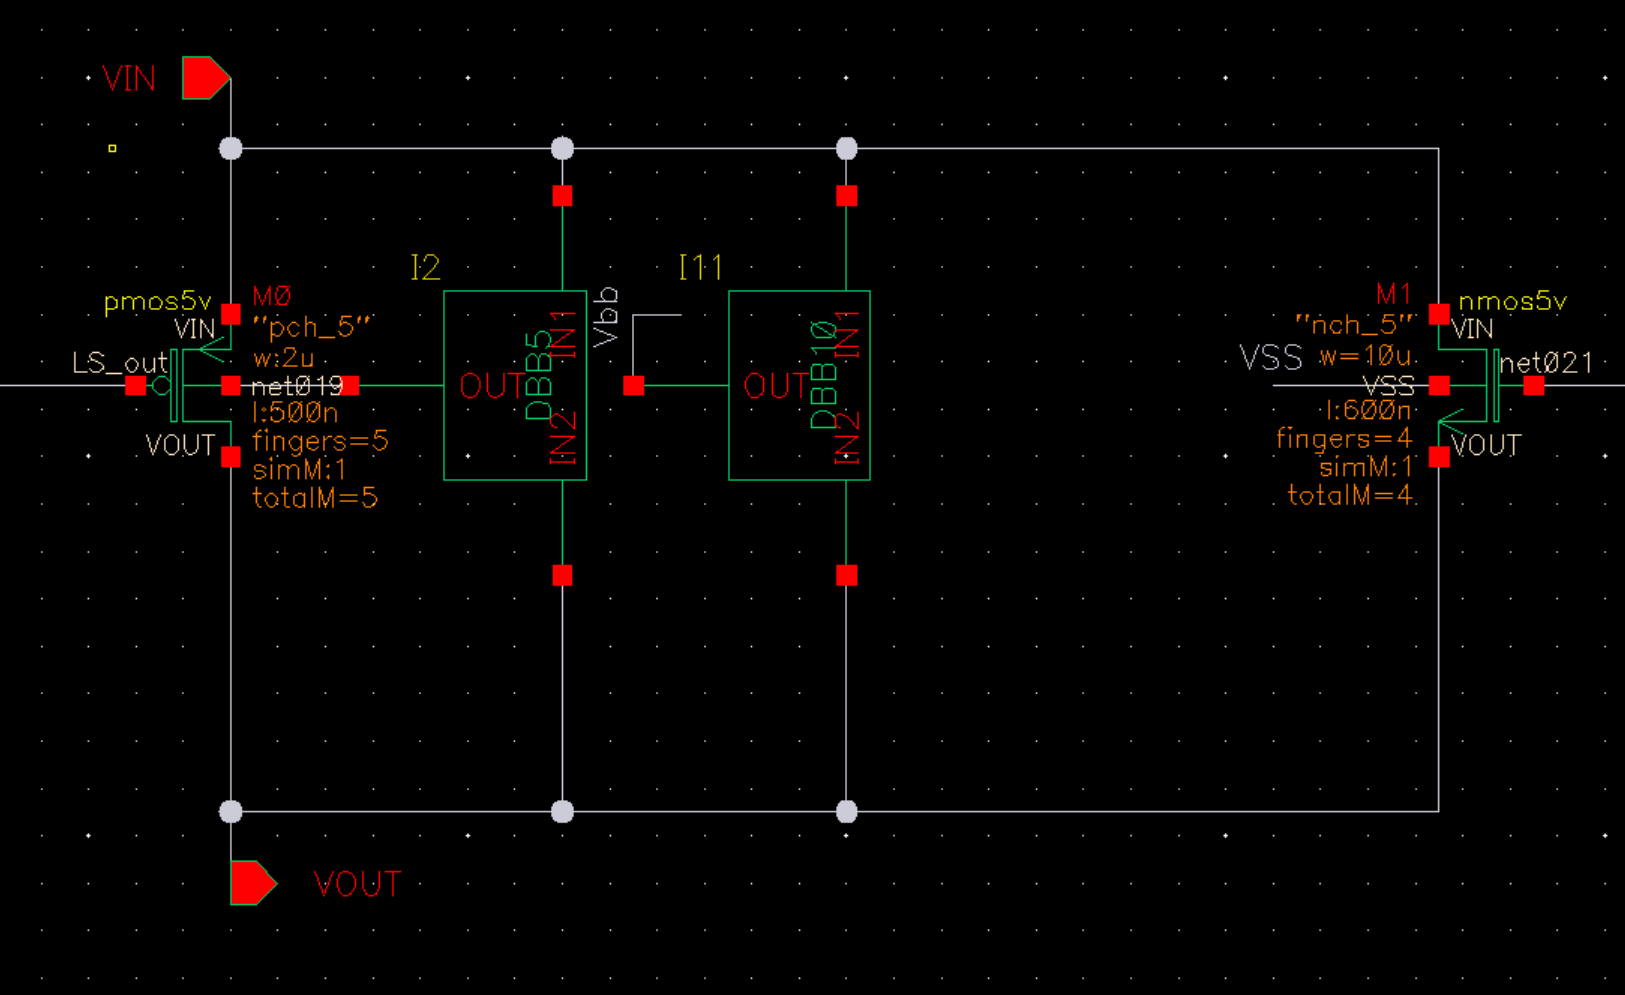 VIN
I2
I11
pmos5v
M0
"pch_5"
VIN
w:2u
LS_out
net019
l:500n
VOUT
fingers=5
simM:1
totalM=5
OUT
DBB5
IN1
IN2
Vbb
OUT
DBB10
IN1
IN2
M1
nmos5v
"nch_5"
VIN
VSS
w=10u
net021
VSS
l:600n
fingers=4
VOUT
simM:1
totalM=4
VOUT